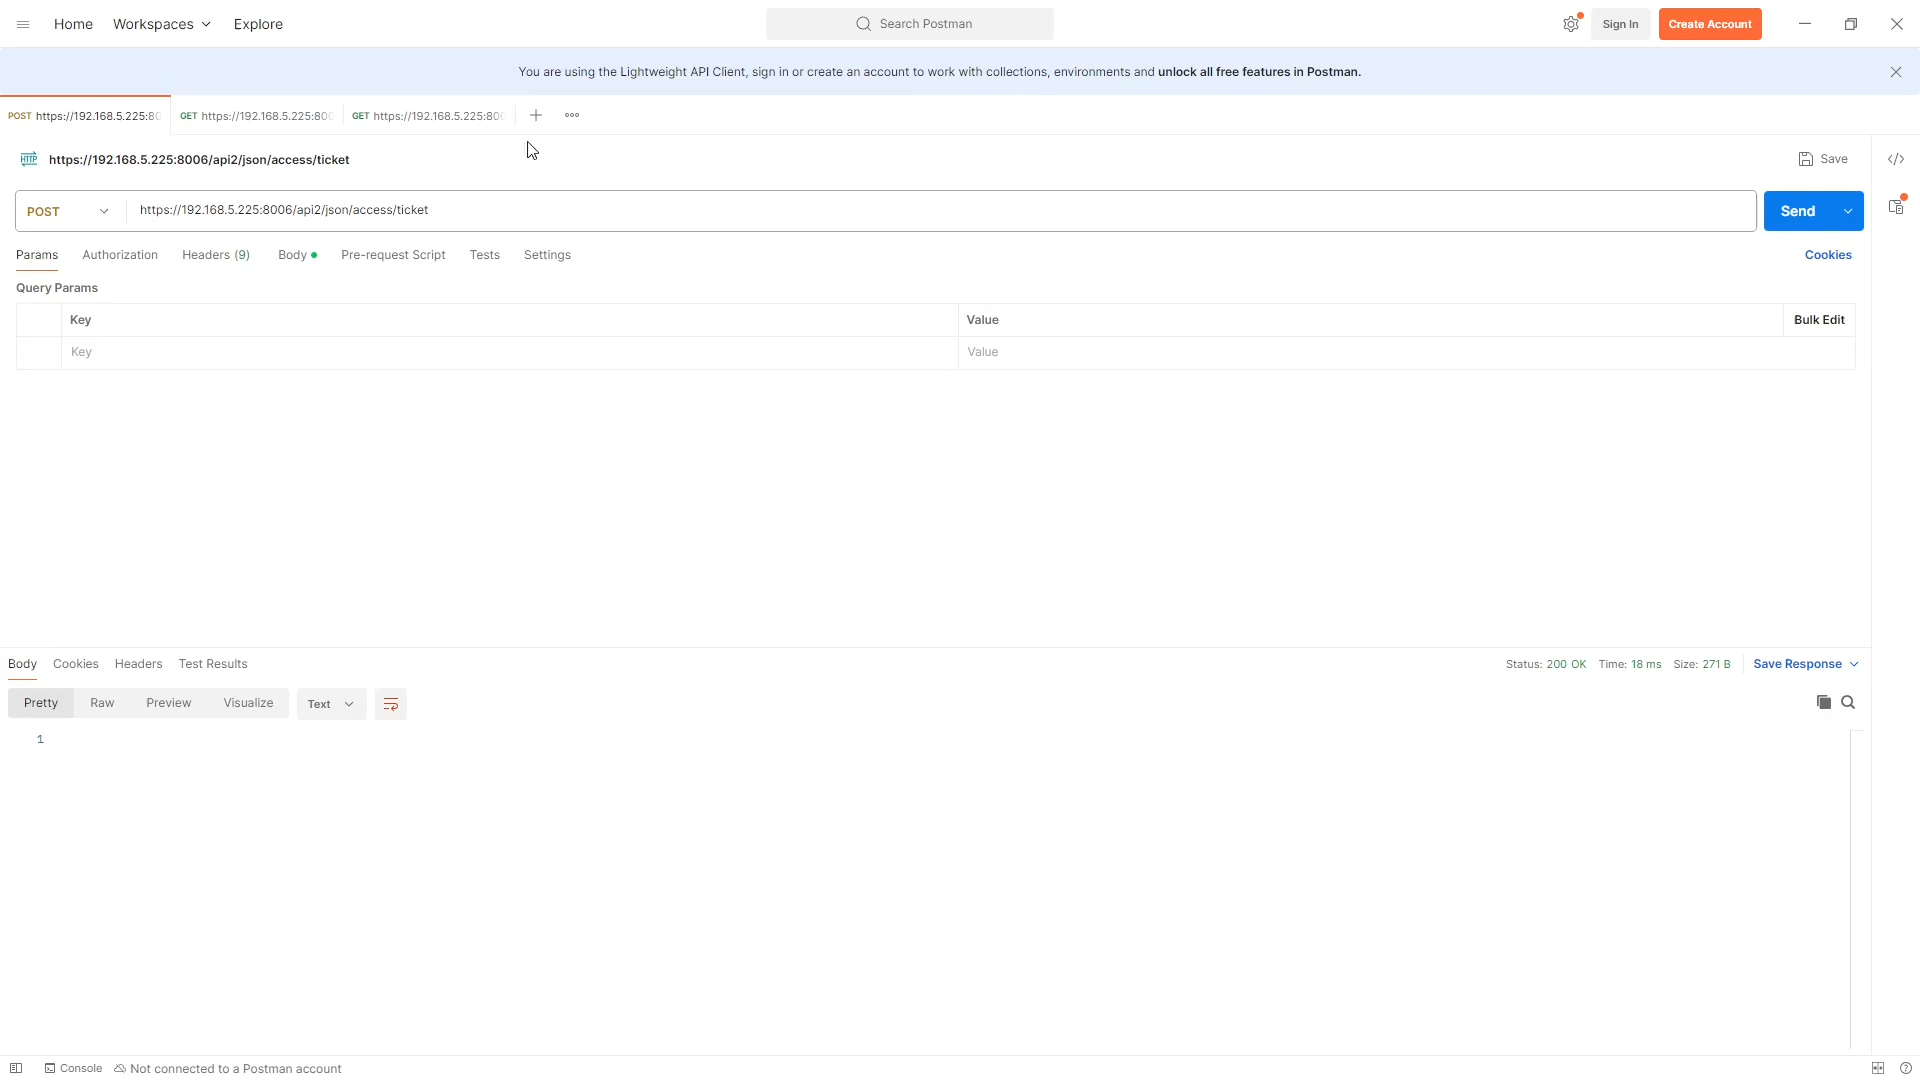 Home Workspaces Explore Search Postman Sign In Create Account
You are using the Lightweight API Client, sign in or create an account to work with collections, environments and unlock all free features in Postman.
POST https://192.168.5.225:80 GET https://192.168.5.225:800 GET https://192.168.5.225:800
HTTP https://192.168.5.225:8006/api2/json/access/ticket Save
POST https://192.168.5.225:8006/api2/json/access/ticket Send
Params Authorization Headers (9) Body Pre-request Script Tests Settings Cookies
Query Params
Key Value Bulk Edit
Key Value
Body Cookies Headers Test Results Status: 200 OK Time: 18 ms Size: 271 B Save Response
Pretty Raw Preview Visualize Text
1
Console Not connected to a Postman account